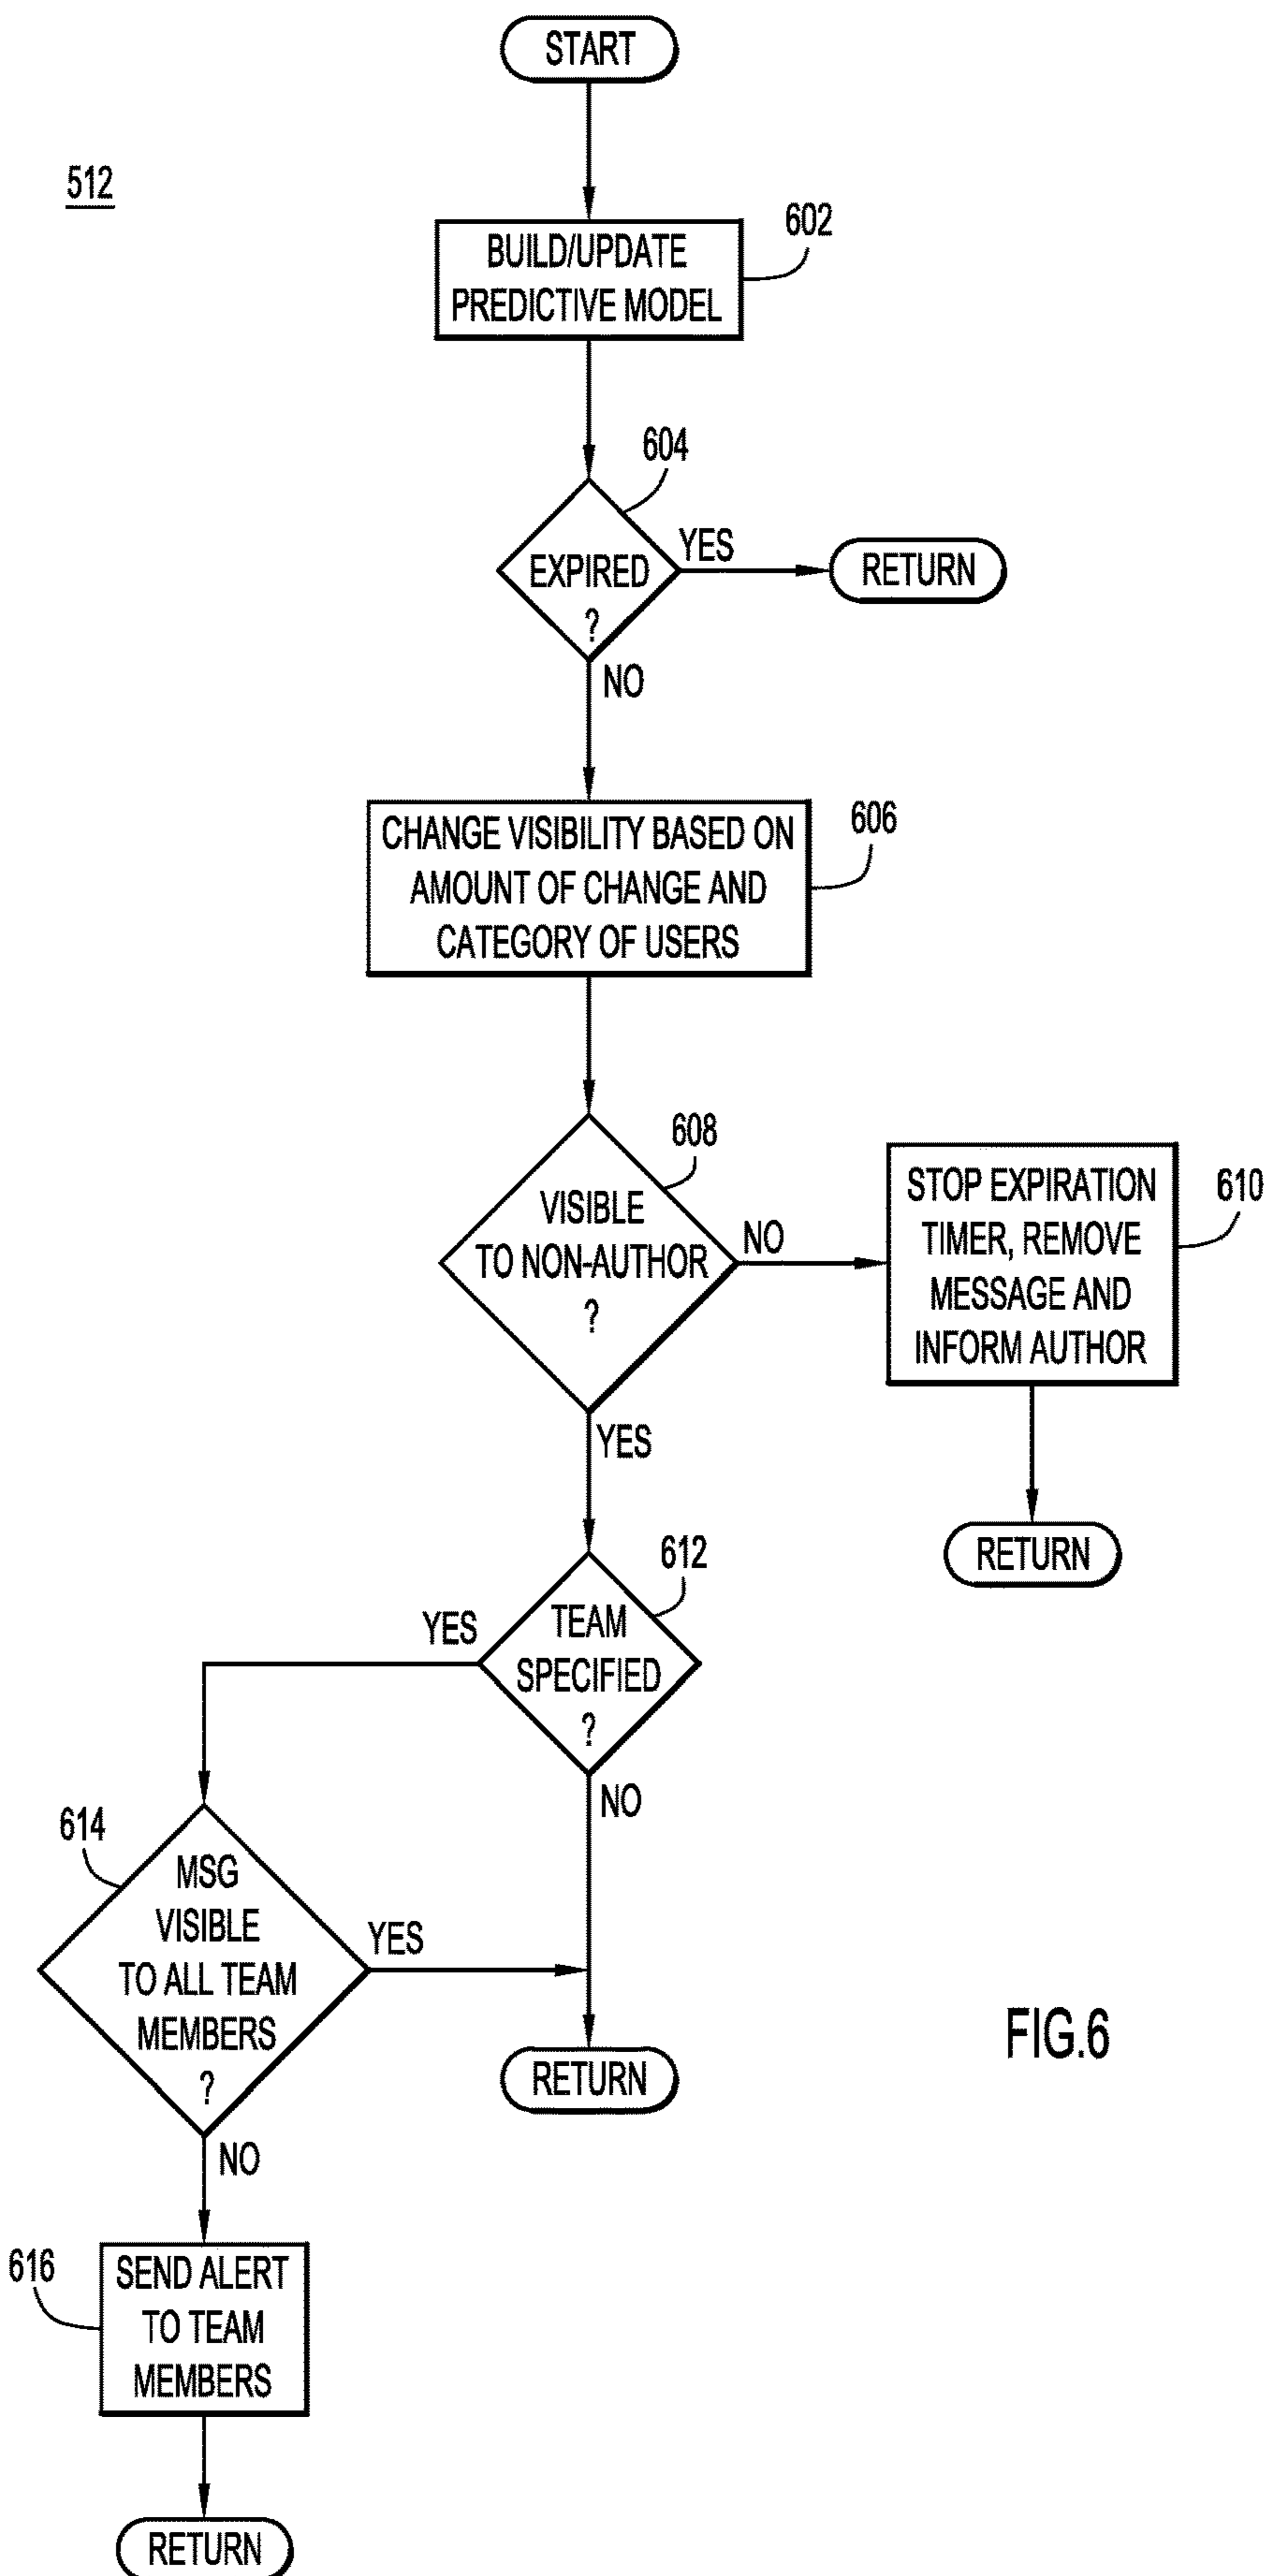 START
512
BUILD/UPDATE
PREDICTIVE MODEL
602
604
EXPIRED
?
YES
RETURN
NO
CHANGE VISIBILITY BASED ON
AMOUNT OF CHANGE AND
CATEGORY OF USERS
606
608
VISIBLE
TO NON-AUTHOR
?
NO
STOP EXPIRATION
TIMER, REMOVE
MESSAGE AND
INFORM AUTHOR
610
RETURN
YES
612
TEAM
SPECIFIED
?
YES
NO
614
MSG
VISIBLE
TO ALL TEAM
MEMBERS
?
YES
RETURN
NO
FIG.6
616
SEND ALERT
TO TEAM
MEMBERS
RETURN